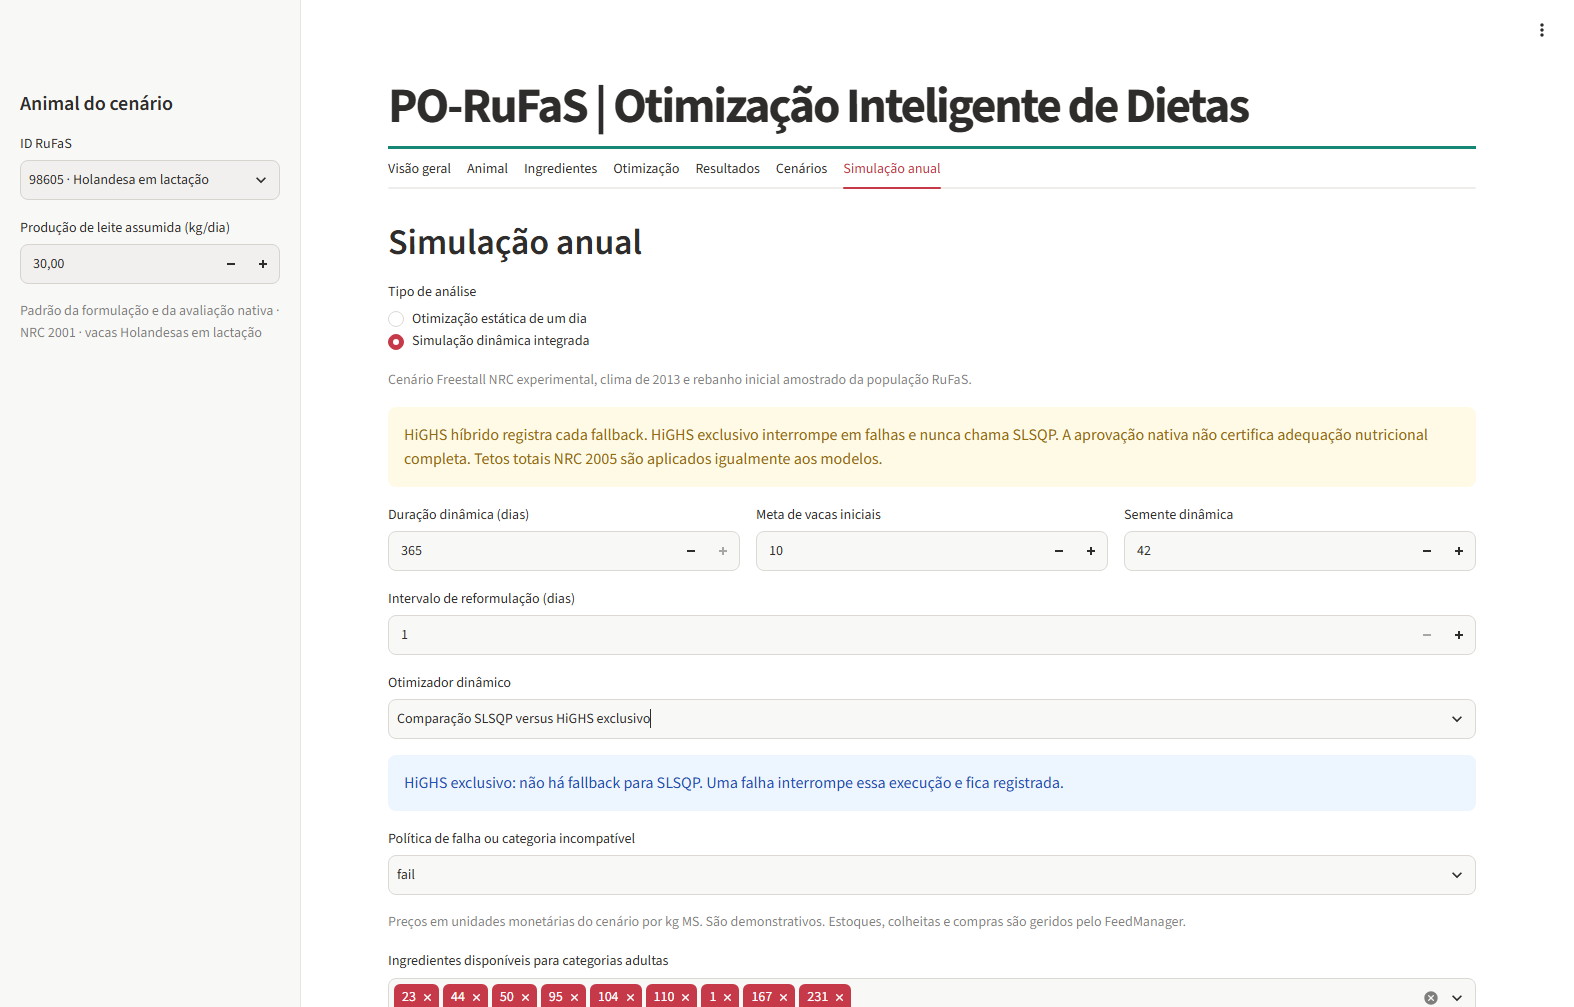 Animal do cenário
ID RuFaS
98605 · Holandesa em lactação
Produção de leite assumida (kg/dia)
30,00
Padrão da formulação e da avaliação nativa ·
NRC 2001 · vacas Holandesas em lactação
PO-RuFaS | Otimização Inteligente de Dietas
Visão geral Animal Ingredientes Otimização Resultados Cenários Simulação anual
Simulação anual
Tipo de análise
Otimização estática de um dia
Simulação dinâmica integrada
Cenário Freestall NRC experimental, clima de 2013 e rebanho inicial amostrado da população RuFaS.
HiGHS híbrido registra cada fallback. HiGHS exclusivo interrompe em falhas e nunca chama SLSQP. A aprovação nativa não certifica adequação nutricional
completa. Tetos totais NRC 2005 são aplicados igualmente aos modelos.
Duração dinâmica (dias) Meta de vacas iniciais Semente dinâmica
365 10 42
Intervalo de reformulação (dias)
1
Otimizador dinâmico
Comparação SLSQP versus HiGHS exclusivo
HiGHS exclusivo: não há fallback para SLSQP. Uma falha interrompe essa execução e fica registrada.
Política de falha ou categoria incompatível
fail
Preços em unidades monetárias do cenário por kg MS. São demonstrativos. Estoques, colheitas e compras são geridos pelo FeedManager.
Ingredientes disponíveis para categorias adultas
23 44 50 95 104 110 1 167 231